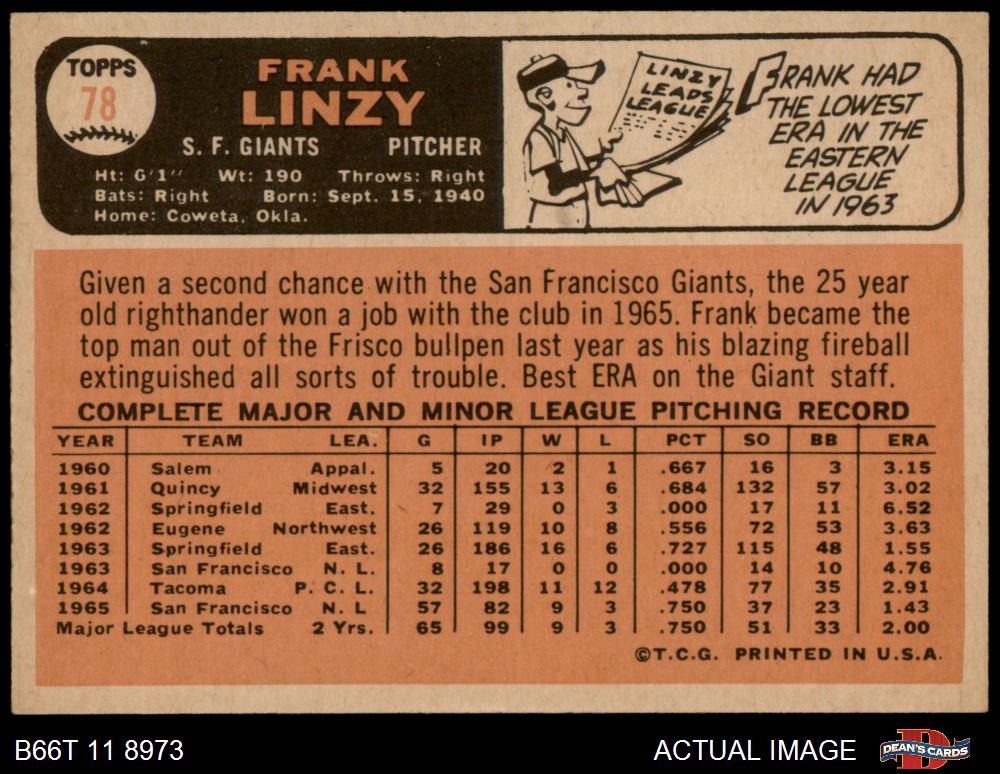 TOPPS
78
FRANK
LINZY
S. F. GIANTS PITCHER
Ht: 6'1" Wt: 190 Throws: Right
Bats: Right Born: Sept. 15, 1940
Home: Coweta, Okla.
LINZY
LEADS
LEAGUE
FRANK HAD
THE LOWEST
ERA IN THE
EASTERN
LEAGUE
IN 1963
Given a second chance with the San Francisco Giants, the 25 year
old righthander won a job with the club in 1965. Frank became the
top man out of the Frisco bullpen last year as his blazing fireball
extinguished all sorts of trouble. Best ERA on the Giant staff.
COMPLETE MAJOR AND MINOR LEAGUE PITCHING RECORD
YEAR TEAM LEA. G IP W L PCT SO BB ERA
1960 Salem Appal. 5 20 2 1 .667 16 3 3.15
1961 Quincy Midwest 32 155 13 6 .684 132 57 3.02
1962 Springfield East. 7 29 0 3 .000 17 11 6.52
1962 Eugene Northwest 26 119 10 8 .556 72 53 3.63
1963 Springfield East. 26 186 16 6 .727 115 48 1.55
1963 San Francisco N. L. 8 17 0 0 .000 14 10 4.76
1964 Tacoma P. C. L. 32 198 11 12 .478 77 35 2.91
1965 San Francisco N. L 57 82 9 3 .750 37 23 1.43
Major League Totals 2 Yrs. 65 99 9 3 .750 51 33 2.00
©T.C.G. PRINTED IN U.S.A.
B66T 11 8973 ACTUAL IMAGE DEAN'S CARDS